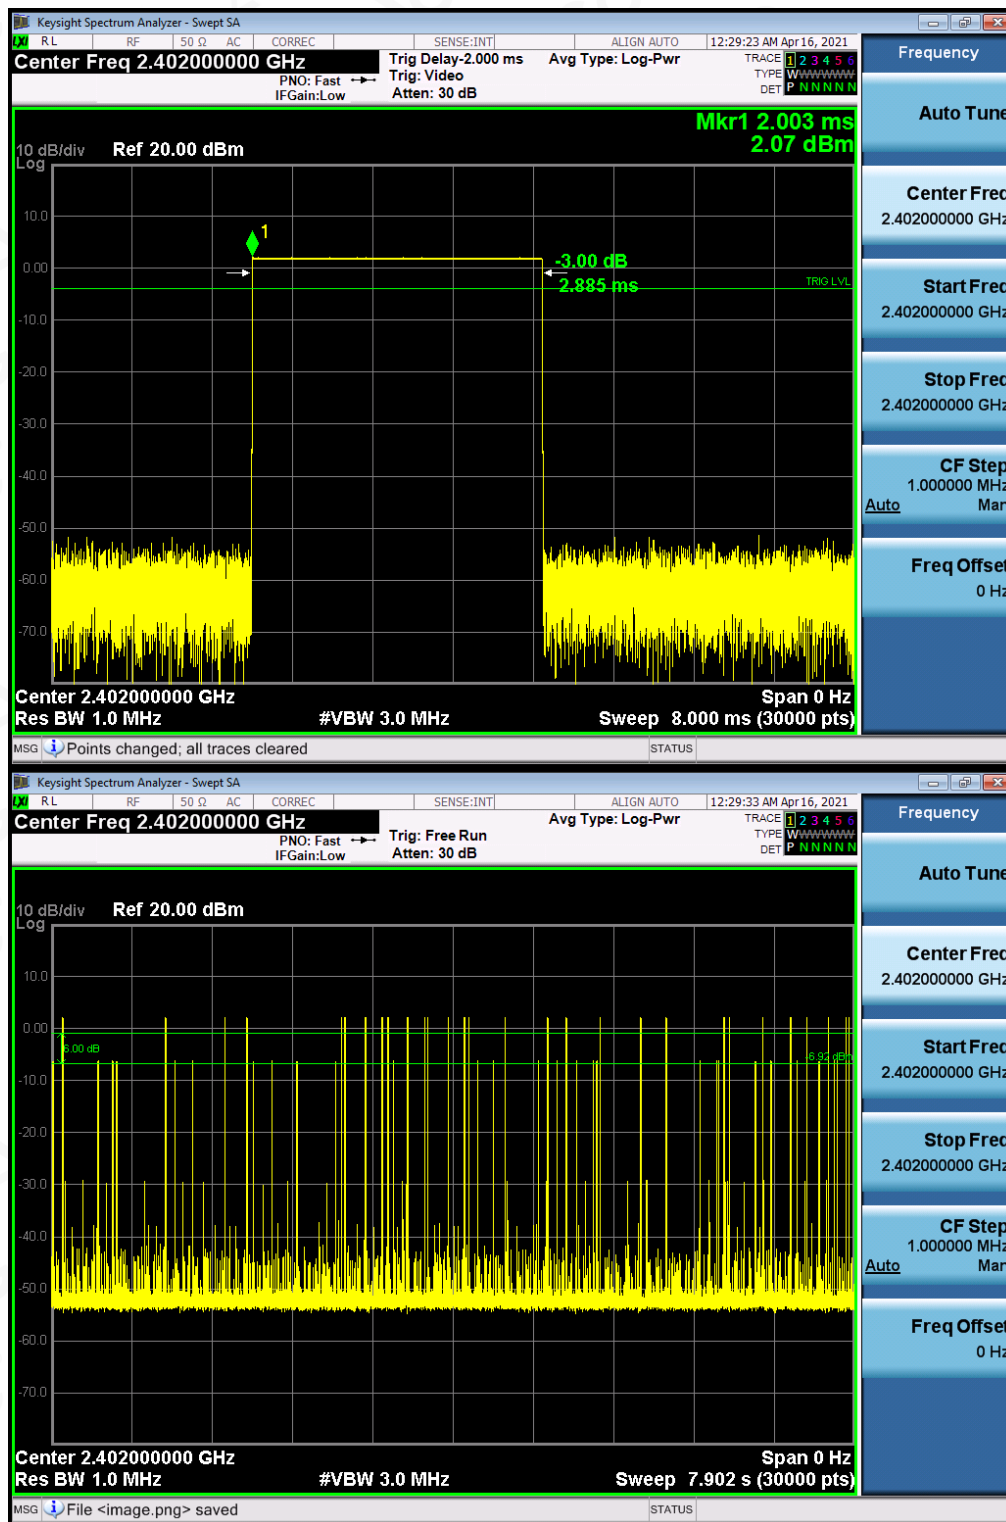 Keysight Spectrum Analyzer - Swept SA
LXI RL RF 50 Ω AC CORREC SENSE:INT ALIGN AUTO 12:29:23 AM Apr 16, 2021
Center Freq 2.402000000 GHz
PNO: Fast
IFGain:Low
Trig Delay-2.000 ms
Trig: Video
Atten: 30 dB
Avg Type: Log-Pwr
TRACE 1 2 3 4 5 6
TYPE WWWWWW
DET P N N N N N
Mkr1 2.003 ms
2.07 dBm
10 dB/div Ref 20.00 dBm
Log
10.0
1
-3.00 dB
0.00
2.885 ms
TRIG LVL
-10.0
-20.0
-30.0
-40.0
-50.0
-60.0
-70.0
Center 2.402000000 GHz Span 0 Hz
Res BW 1.0 MHz #VBW 3.0 MHz Sweep 8.000 ms (30000 pts)
MSG Points changed; all traces cleared STATUS
Frequency
Auto Tune
Center Freq
2.402000000 GHz
Start Freq
2.402000000 GHz
Stop Freq
2.402000000 GHz
CF Step
1.000000 MHz
Auto Man
Freq Offset
0 Hz
Keysight Spectrum Analyzer - Swept SA
LXI RL RF 50 Ω AC CORREC SENSE:INT ALIGN AUTO 12:29:33 AM Apr 16, 2021
Center Freq 2.402000000 GHz
PNO: Fast
IFGain:Low
Trig: Free Run
Atten: 30 dB
Avg Type: Log-Pwr
TRACE 1 2 3 4 5 6
TYPE WWWWWW
DET P N N N N N
10 dB/div Ref 20.00 dBm
Log
10.0
0.00
6.00 dB
-6.92 dBm
-10.0
-20.0
-30.0
-40.0
-50.0
-60.0
-70.0
Center 2.402000000 GHz Span 0 Hz
Res BW 1.0 MHz #VBW 3.0 MHz Sweep 7.902 s (30000 pts)
MSG File <image.png> saved STATUS
Frequency
Auto Tune
Center Freq
2.402000000 GHz
Start Freq
2.402000000 GHz
Stop Freq
2.402000000 GHz
CF Step
1.000000 MHz
Auto Man
Freq Offset
0 Hz